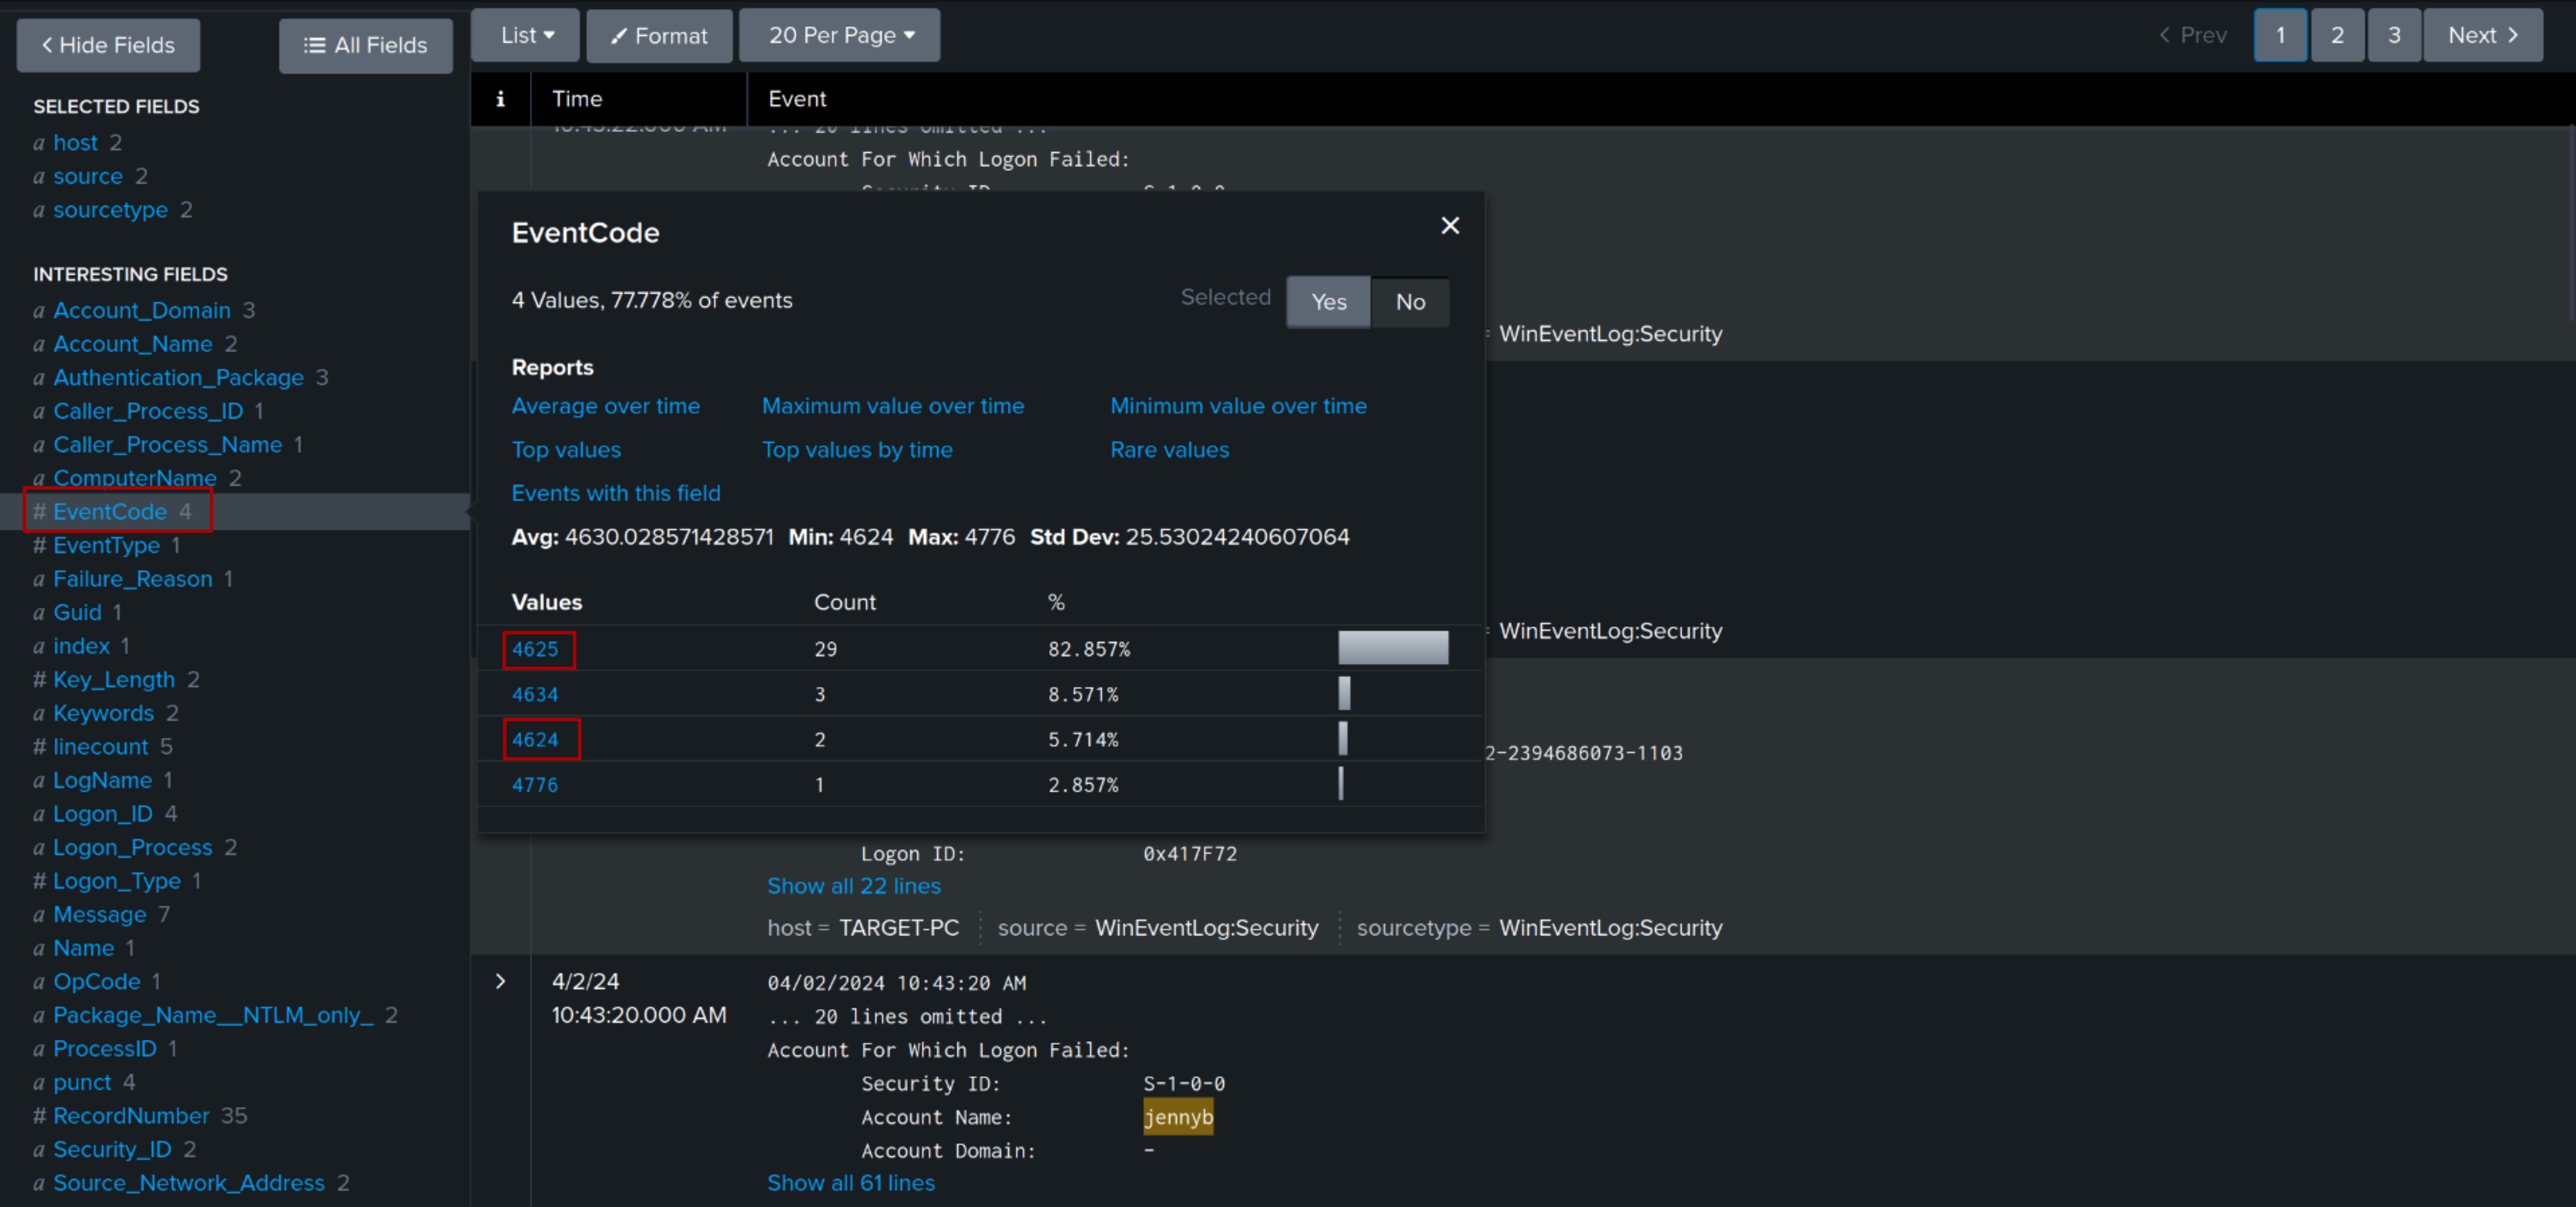 Hide Fields
All Fields
SELECTED FIELDS
a host 2
a source 2
a sourcetype 2
INTERESTING FIELDS
a Account_Domain 3
a Account_Name 2
a Authentication_Package 3
a Caller_Process_ID 1
a Caller_Process_Name 1
a ComputerName 2
# EventCode 4
# EventType 1
a Failure_Reason 1
a Guid 1
a index 1
# Key_Length 2
a Keywords 2
# linecount 5
a LogName 1
a Logon_ID 4
a Logon_Process 2
# Logon_Type 1
a Message 7
a Name 1
a OpCode 1
a Package_Name__NTLM_only_ 2
a ProcessID 1
a punct 4
# RecordNumber 35
a Security_ID 2
a Source_Network_Address 2
List Format 20 Per Page
< Prev 1 2 3 Next >
i Time Event
10:43:22.000 AM ... 20 lines omitted ...
Account For Which Logon Failed:
Security ID S-1-0-0
EventCode
4 Values, 77.778% of events
Selected Yes No
Reports
Average over time Maximum value over time Minimum value over time
Top values Top values by time Rare values
Events with this field
Avg: 4630.028571428571 Min: 4624 Max: 4776 Std Dev: 25.53024240607064
Values Count %
4625 29 82.857%
4634 3 8.571%
4624 2 5.714%
4776 1 2.857%
= WinEventLog:Security
= WinEventLog:Security
2-2394686073-1103
Logon ID: 0x417F72
Show all 22 lines
host = TARGET-PC source = WinEventLog:Security sourcetype = WinEventLog:Security
> 4/2/24 04/02/2024 10:43:20 AM
10:43:20.000 AM ... 20 lines omitted ...
Account For Which Logon Failed:
Security ID: S-1-0-0
Account Name: jennyb
Account Domain: -
Show all 61 lines